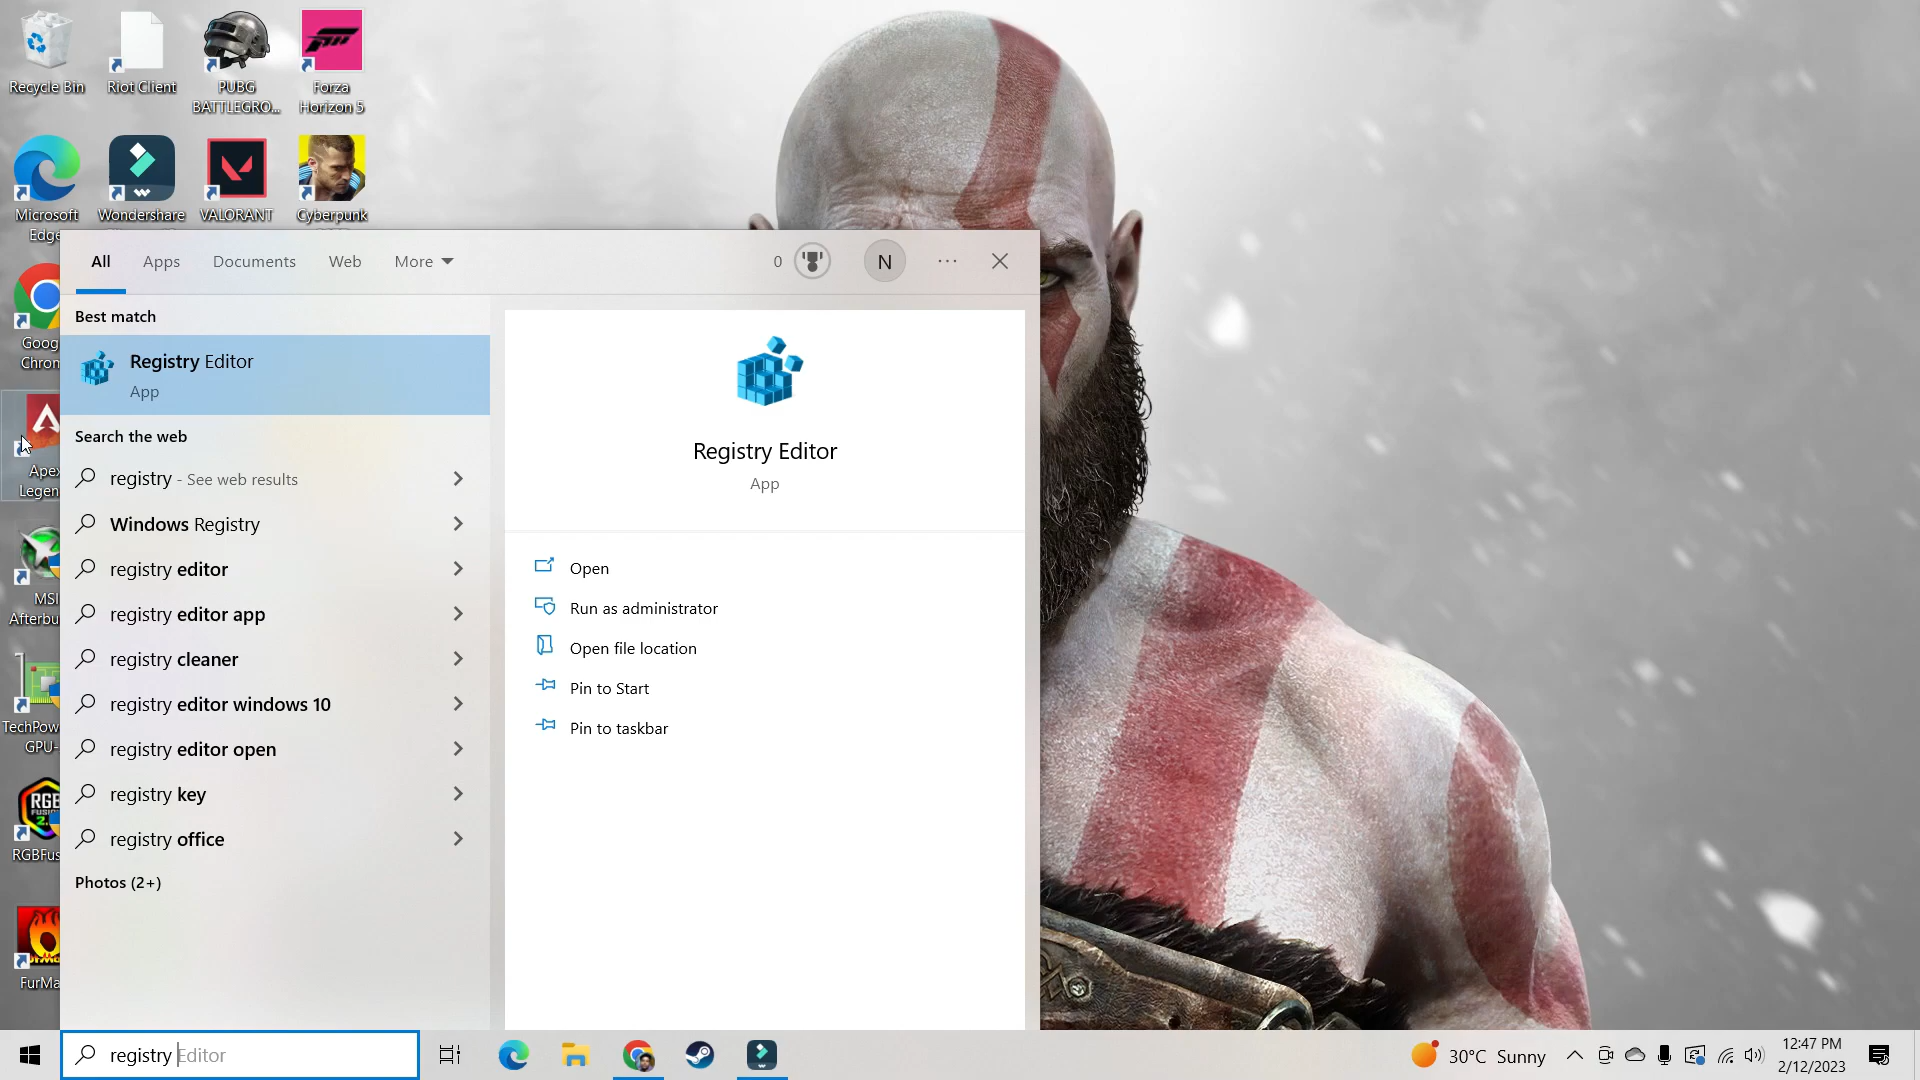 Recycle Bin
Riot Client
PUBG
BATTLEGRO...
Forza
Horizon 5
Microsoft
Edge
Wondershare
VALORANT
Cyberpunk
Goog
Chrom
Apex
Legen
MSI
Afterbu
TechPow
GPU-
RGBFus
FurMa
All
Apps
Documents
Web
More
0
N
Best match
Registry Editor
App
Search the web
registry - See web results
Windows Registry
registry editor
registry editor app
registry cleaner
registry editor windows 10
registry editor open
registry key
registry office
Photos (2+)
Registry Editor
App
Open
Run as administrator
Open file location
Pin to Start
Pin to taskbar
registry Editor
30°C Sunny
12:47 PM
2/12/2023